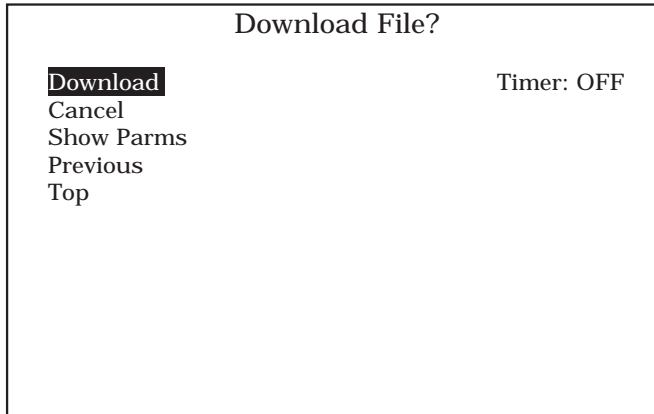 Download File?
Download Timer: OFF
Cancel
Show Parms
Previous
Top